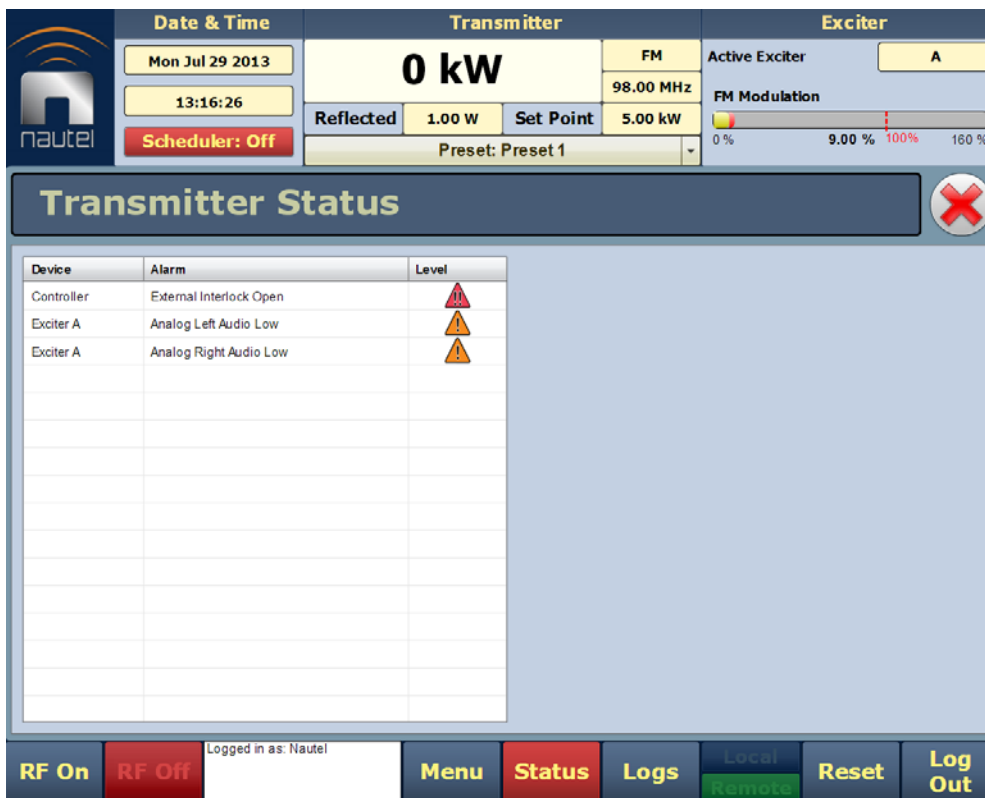 Date & Time
Transmitter
Exciter
nautel
Mon Jul 29 2013
13:16:26
Scheduler: Off
0 kW
FM
98.00 MHz
Reflected 1.00 W Set Point 5.00 kW
Preset: Preset 1
Active Exciter A
FM Modulation
0 % 9.00 % 100% 160 %
Transmitter Status
Device Alarm Level
Controller External Interlock Open
Exciter A Analog Left Audio Low
Exciter A Analog Right Audio Low
RF On
RF Off
Logged in as: Nautel
Menu
Status
Logs
Local
Remote
Reset
Log
Out